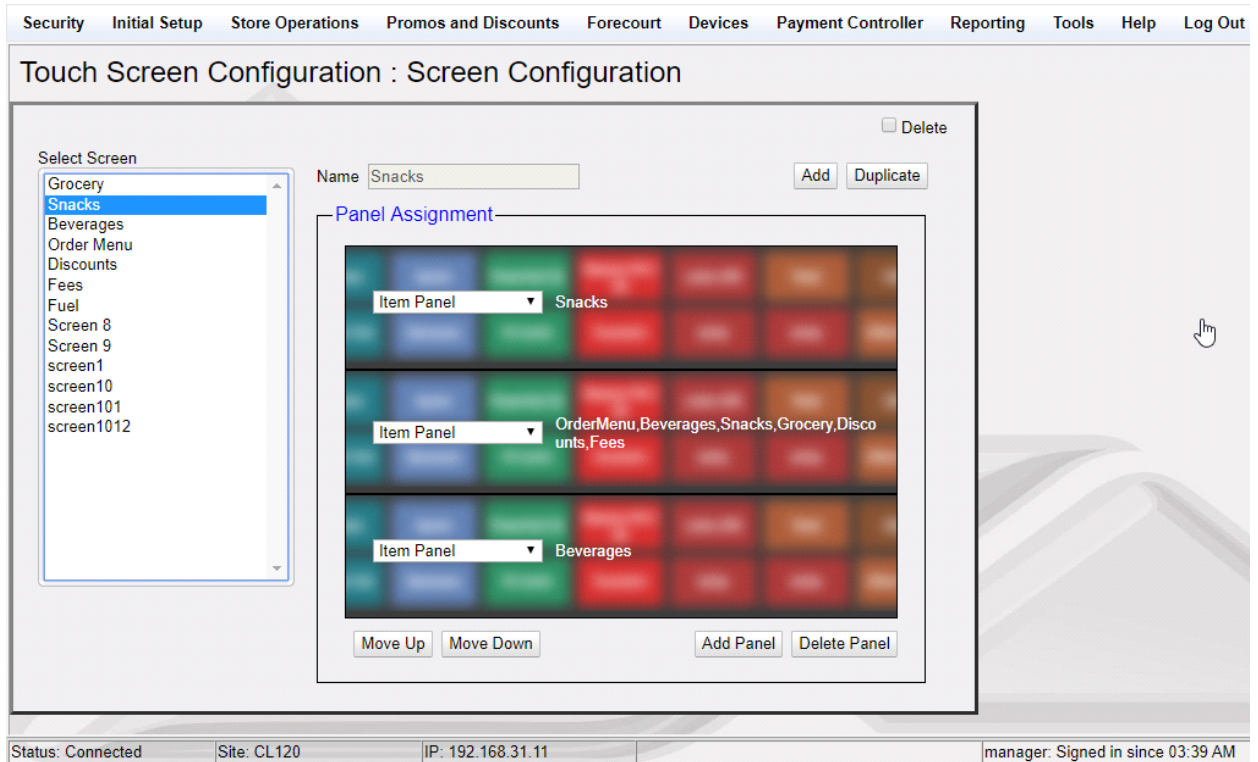 Security Initial Setup Store Operations Promos and Discounts Forecourt Devices Payment Controller Reporting Tools Help Log Out
Touch Screen Configuration : Screen Configuration
Delete
Select Screen
Grocery
Snacks
Beverages
Order Menu
Discounts
Fees
Fuel
Screen 8
Screen 9
screen1
screen10
screen101
screen1012
Name Snacks Add Duplicate
Panel Assignment
Item Panel Snacks
Item Panel OrderMenu,Beverages,Snacks,Grocery,Disco
unts,Fees
Item Panel Beverages
Move Up Move Down Add Panel Delete Panel
Status: Connected Site: CL120 IP: 192.168.31.11 manager: Signed in since 03:39 AM